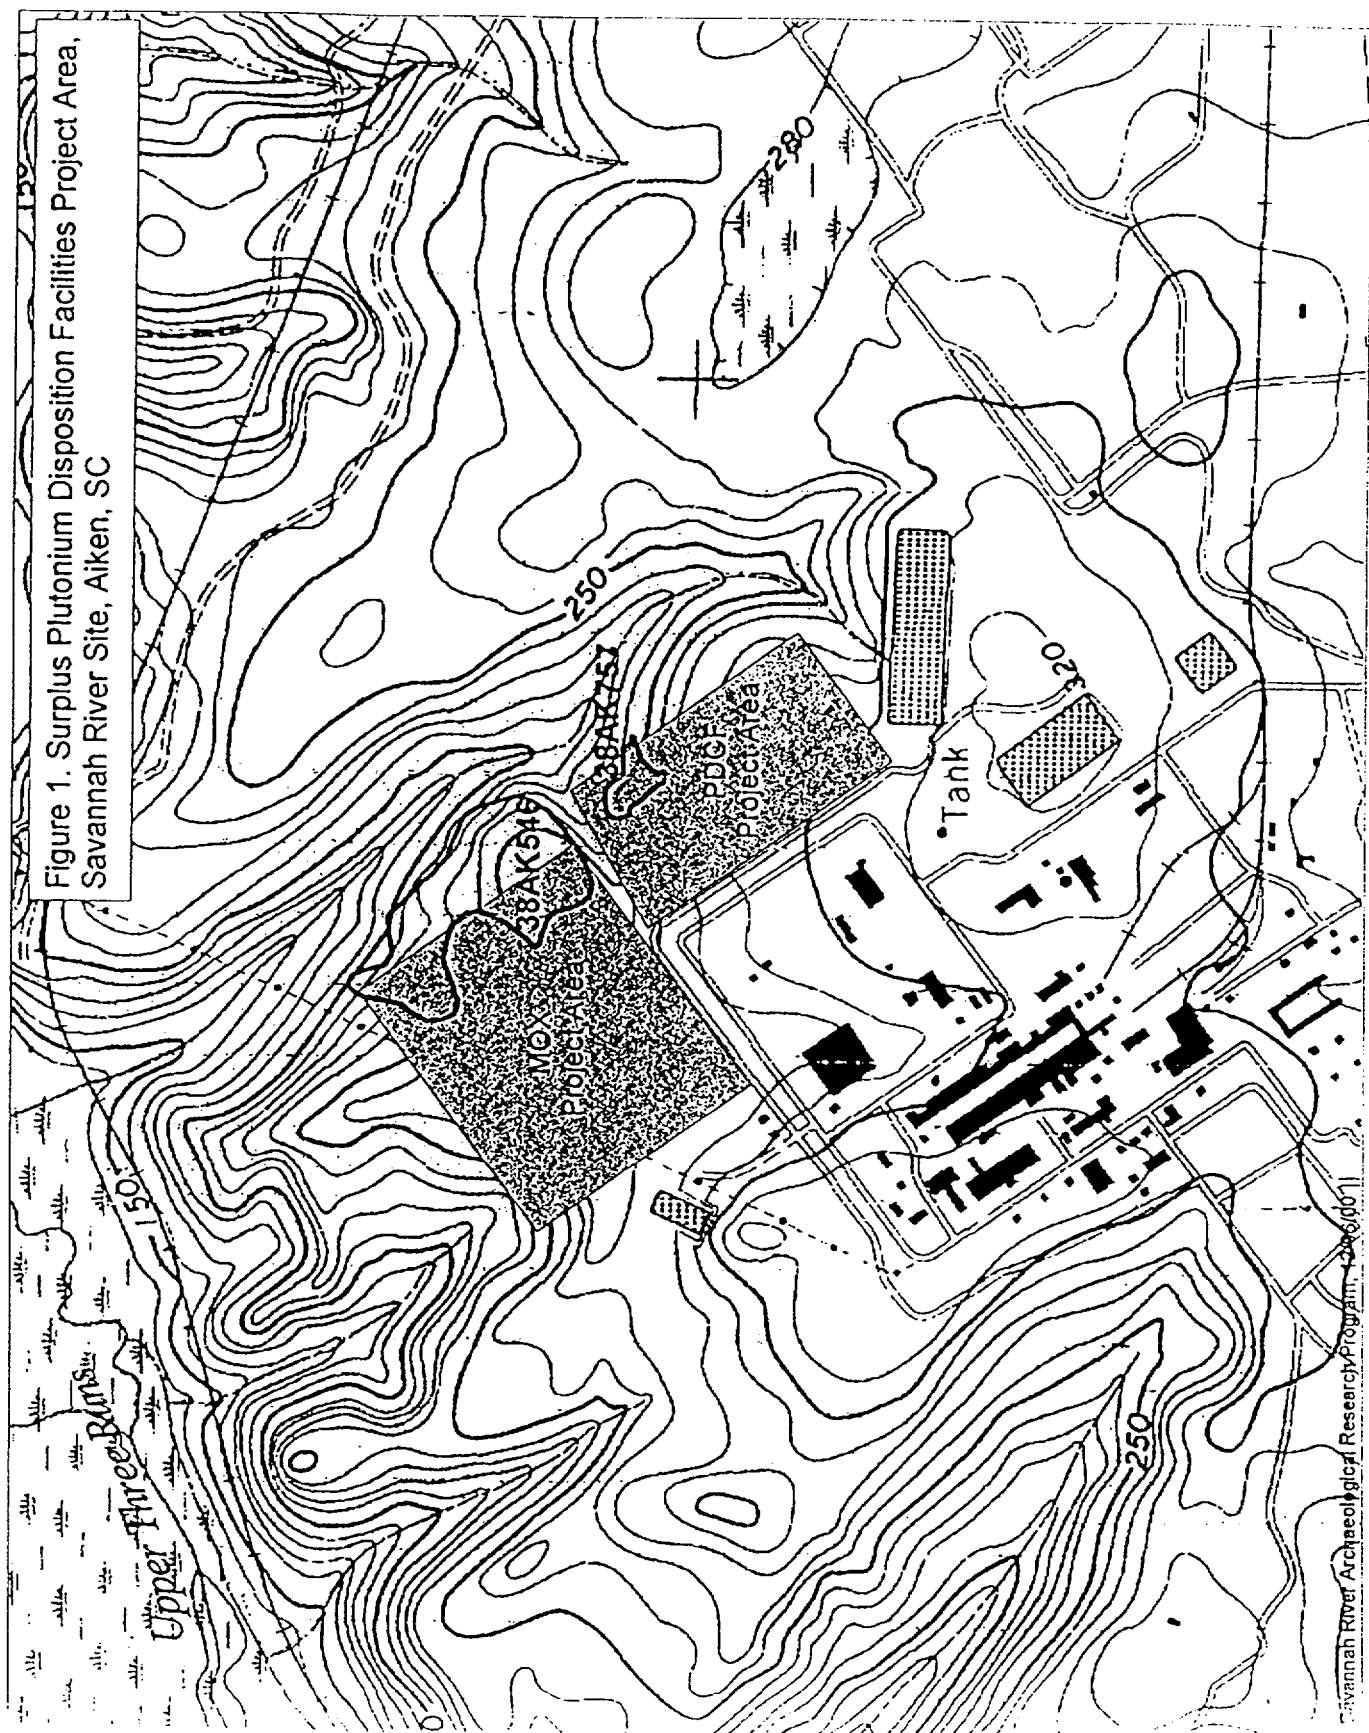 Figure 1. Surplus Plutonium Disposition Facilities Project Area,
Savannah River Site, Aiken, SC
Upper Three Runs
150
250
38AK546
38AK757
MOX
Project Area
PDCF
Project Area
280
Tank
320
250
Savannah River Archaeological Research Program,